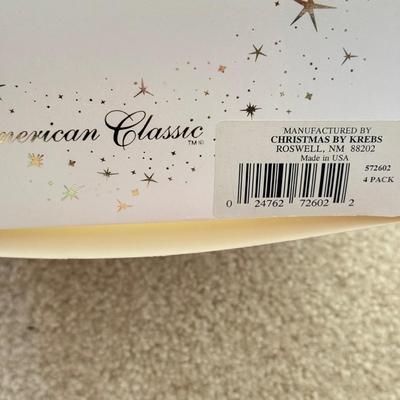 merican Classic ™©
MANUFACTURED BY
CHRISTMAS BY KREBS
ROSWELL, NM 88202
Made in USA
572602
4 PACK
0 24762 72602 2